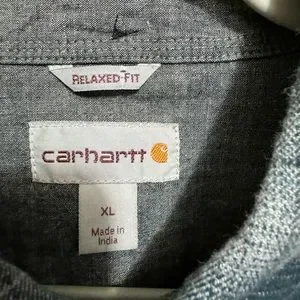 RELAXED-FIT
carhartt
XL
Made in
India